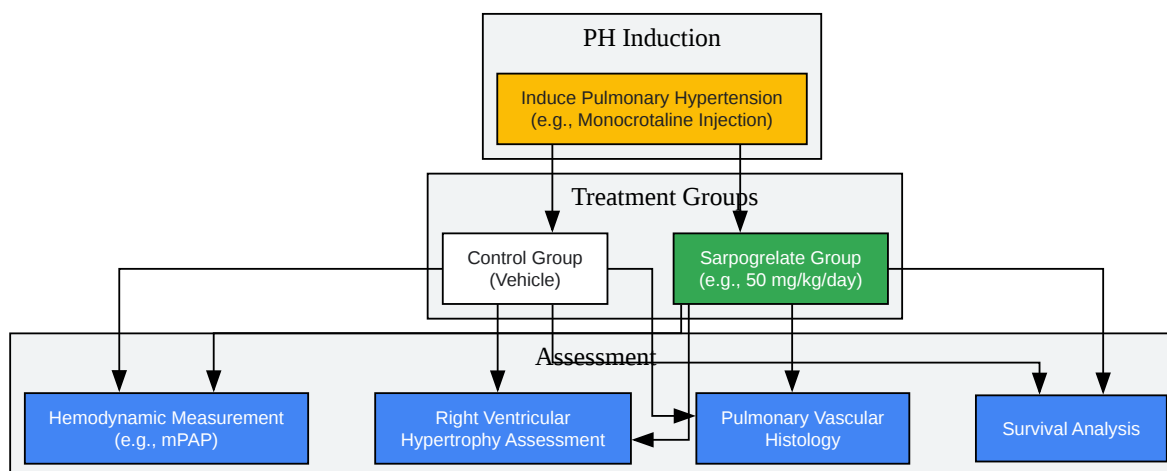 PH Induction
Induce Pulmonary Hypertension
(e.g., Monocrotaline Injection)
Treatment Groups
Control Group
(Vehicle)
Sarpogrelate Group
(e.g., 50 mg/kg/day)
Assessment
Hemodynamic Measurement
(e.g., mPAP)
Right Ventricular
Hypertrophy Assessment
Pulmonary Vascular
Histology
Survival Analysis